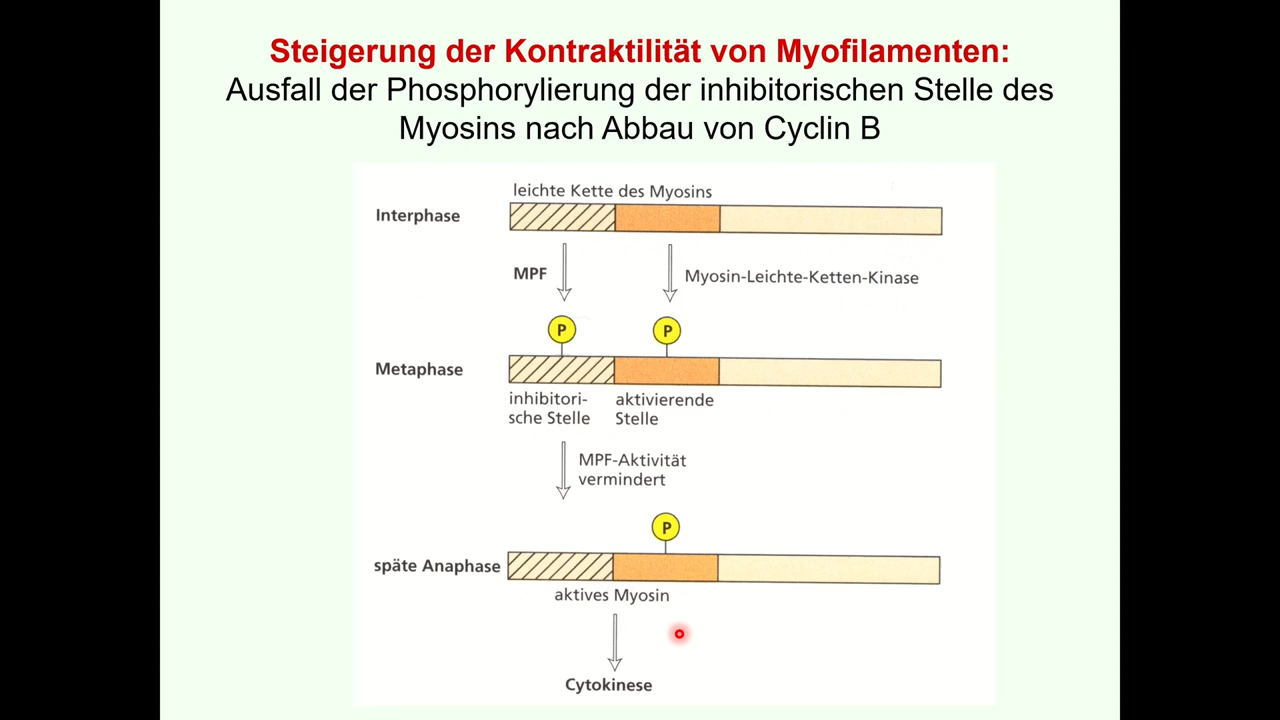 Steigerung der Kontraktilität von Myofilamenten:
Ausfall der Phosphorylierung der inhibitorischen Stelle des
Myosins nach Abbau von Cyclin B
leichte Kette des Myosins
Interphase
MPF
Myosin-Leichte-Ketten-Kinase
P
P
Metaphase
inhibitori-
sche Stelle
aktivierende
Stelle
MPF-Aktivität
vermindert
P
späte Anaphase
aktives Myosin
Cytokinese